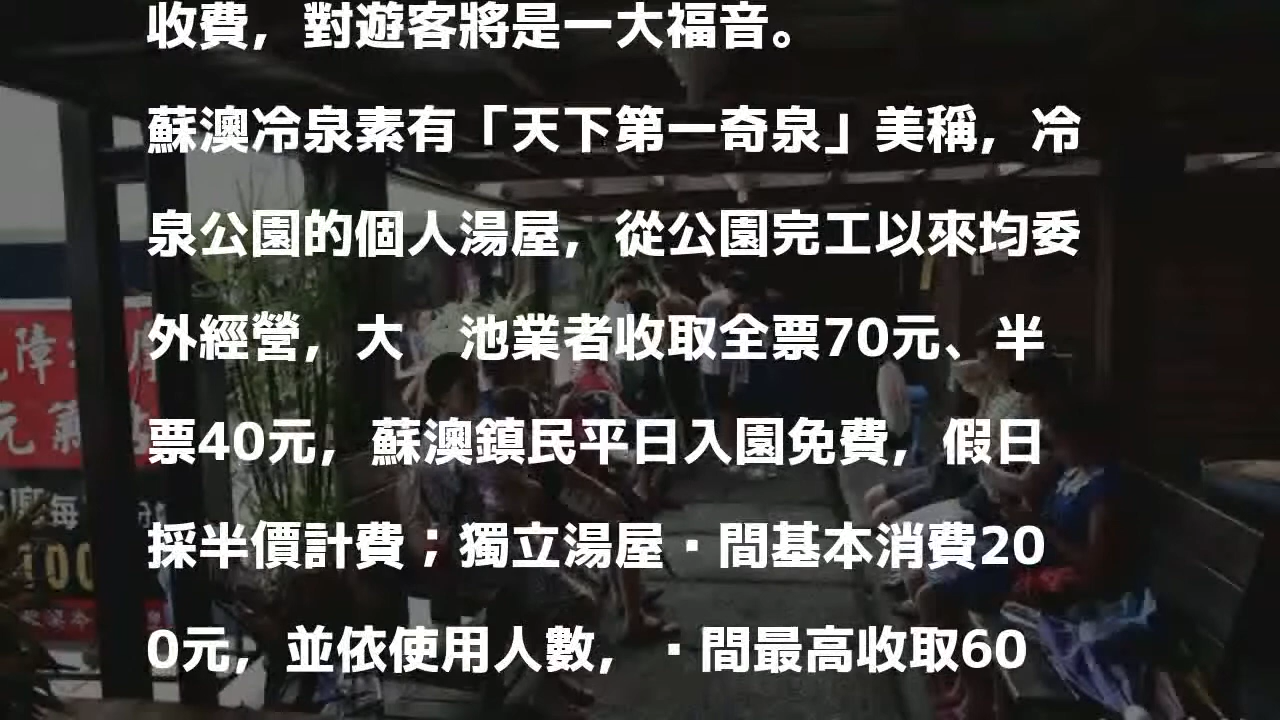 收費，對遊客將是一大福音。
蘇澳冷泉素有「天下第一奇泉」美稱，冷
泉公園的個人湯屋，從公園完工以來均委
外經營，大　池業者收取全票70元、半
票40元，蘇澳鎮民平日入園免費，假日
採半價計費；獨立湯屋▪間基本消費20
0元，並依使用人數，▪間最高收取60
障
元
每
100